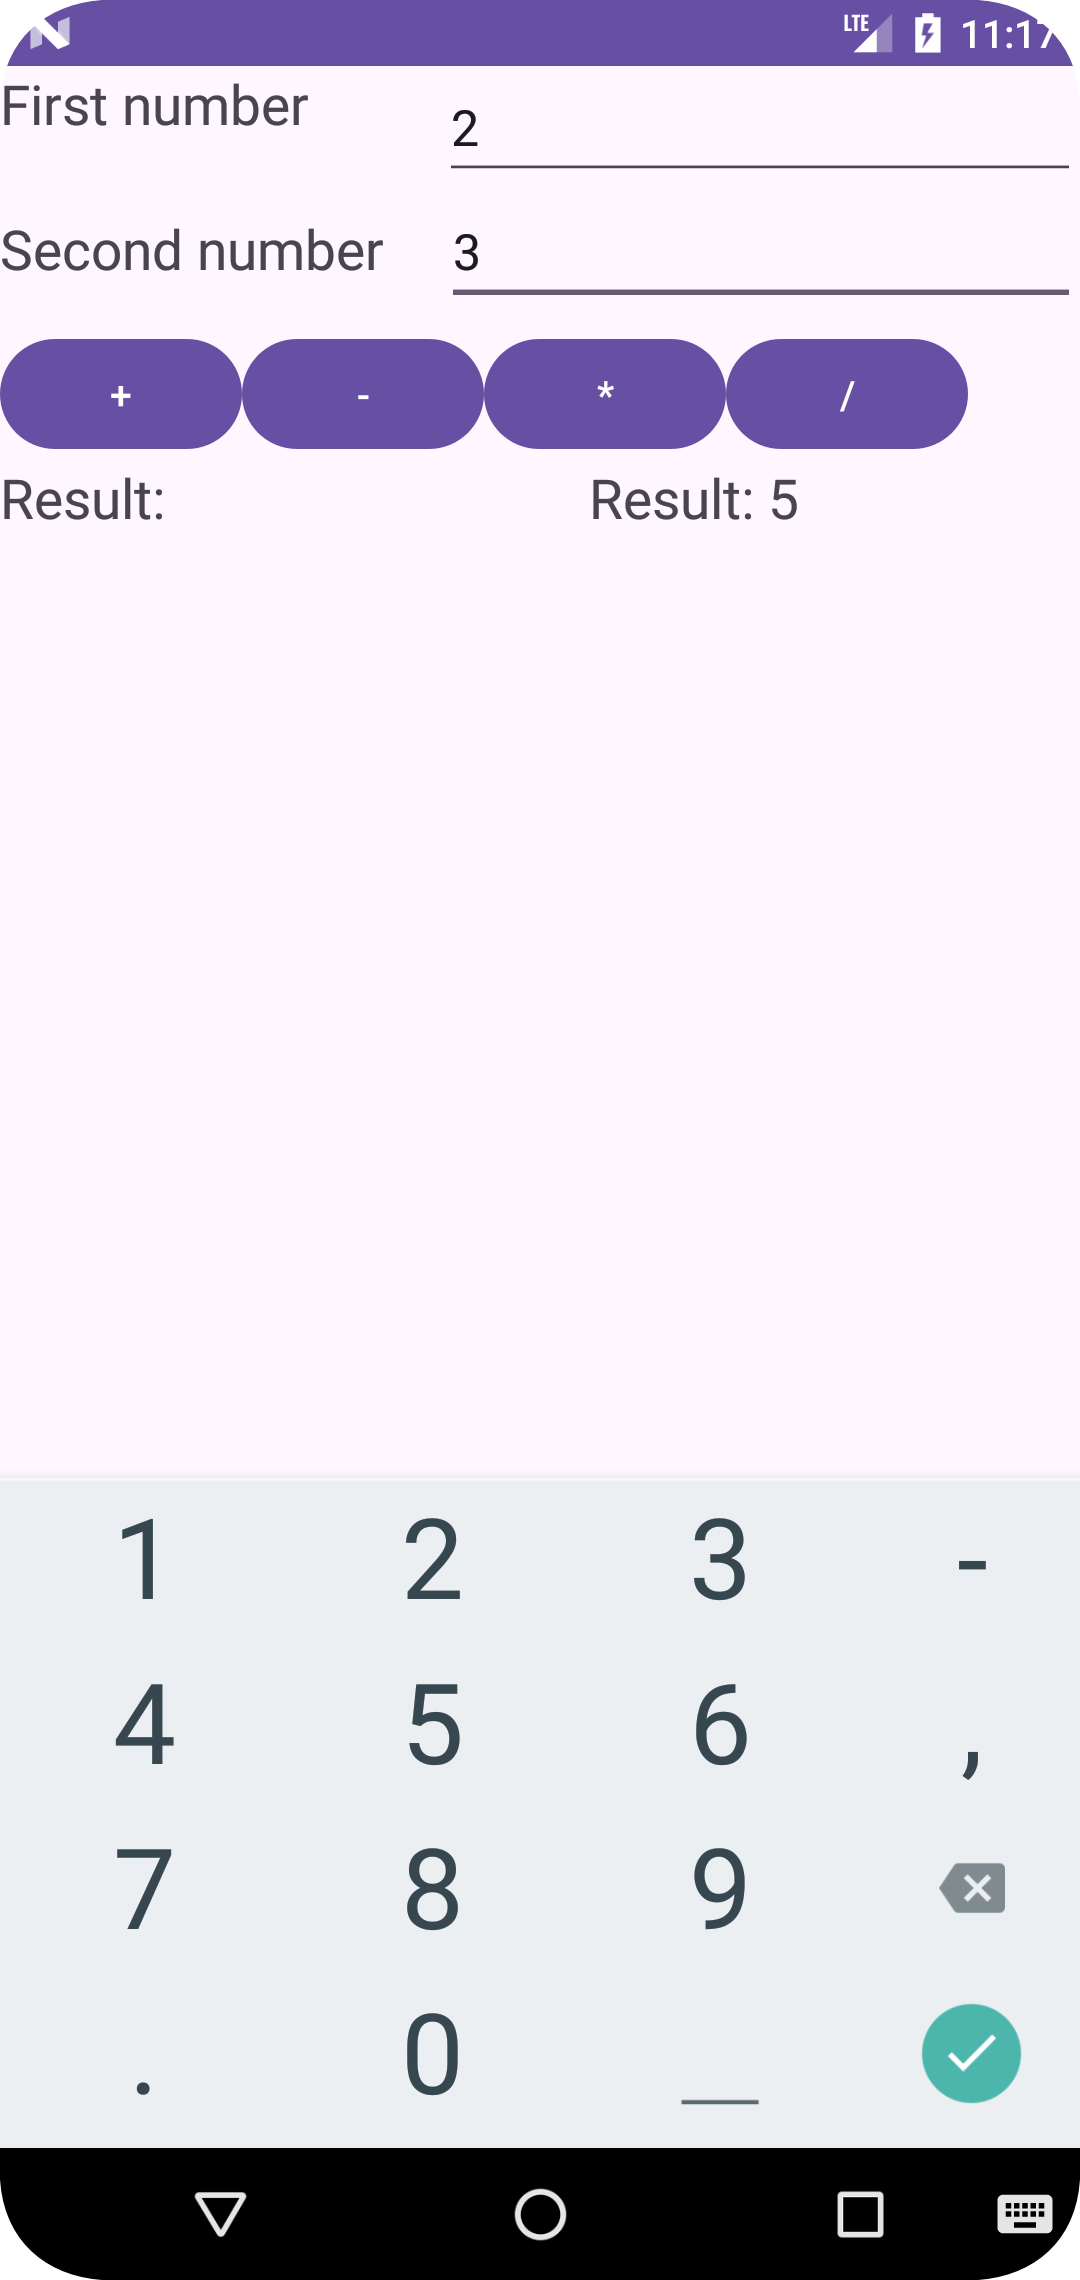 LTE 11:17
First number 2
Second number 3
+ - * /
Result: Result: 5
1 2 3 -
4 5 6 ,
7 8 9
. 0 _